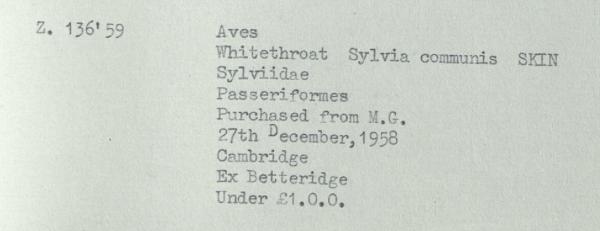 Z. 136'59 Aves
Whitethroat Sylvia communis SKIN
Sylviidae
Passeriformes
Purchased from M.G.
27th December, 1958
Cambridge
Ex Betteridge
Under £1.0.0.